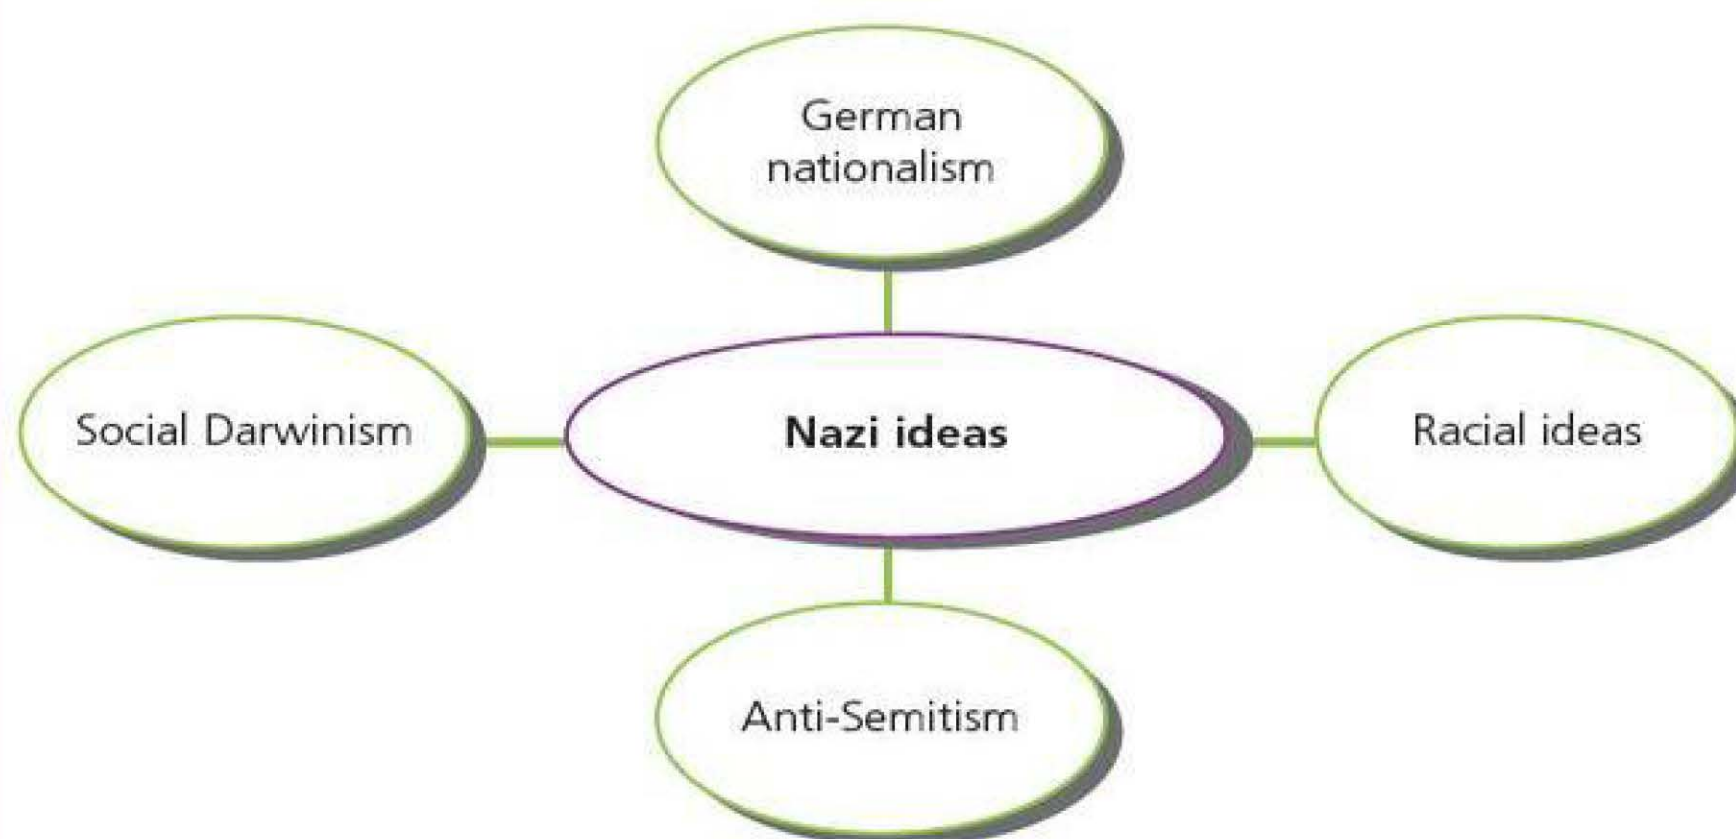 German
nationalism
Social Darwinism
Nazi ideas
Racial ideas
Anti-Semitism